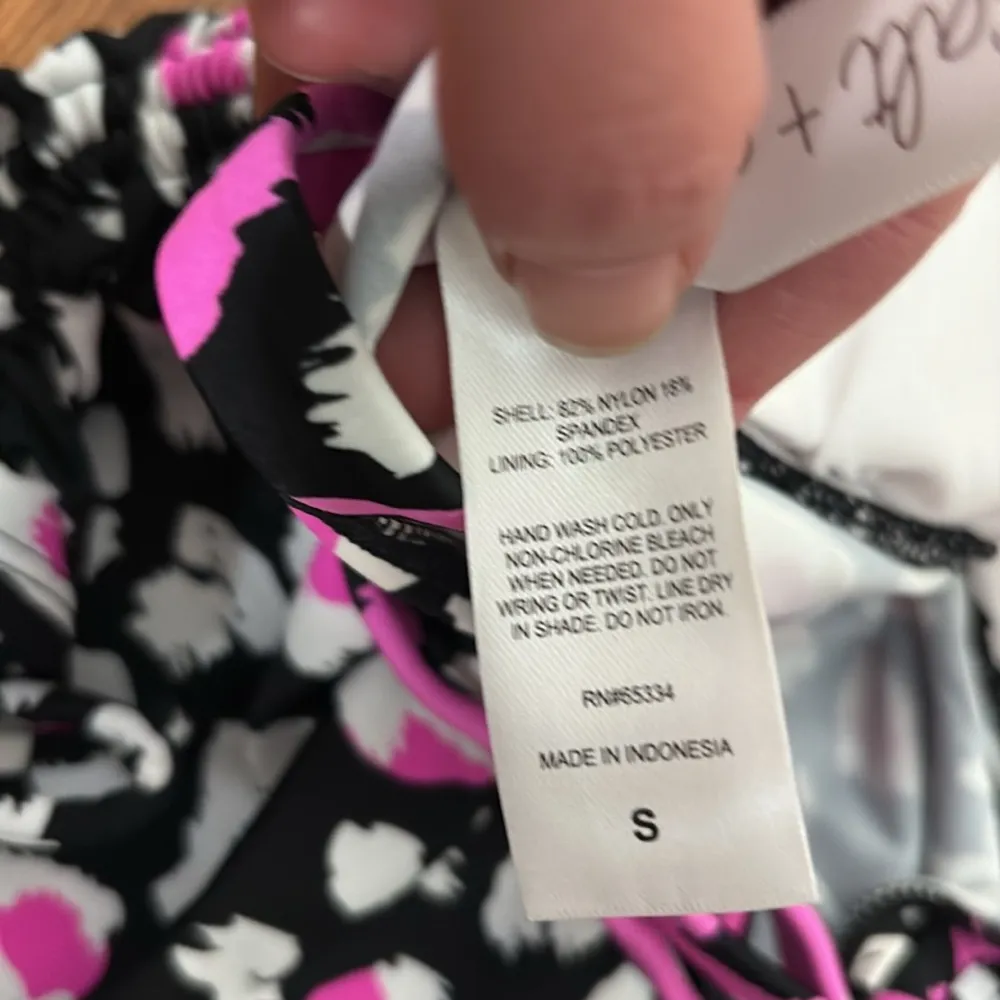 Salt +
SHELL: 82% NYLON 18%
SPANDEX
LINING: 100% POLYESTER
HAND WASH COLD. ONLY
NON-CHLORINE BLEACH
WHEN NEEDED. DO NOT
WRING OR TWIST. LINE DRY
IN SHADE. DO NOT IRON.
RN#65334
MADE IN INDONESIA
S